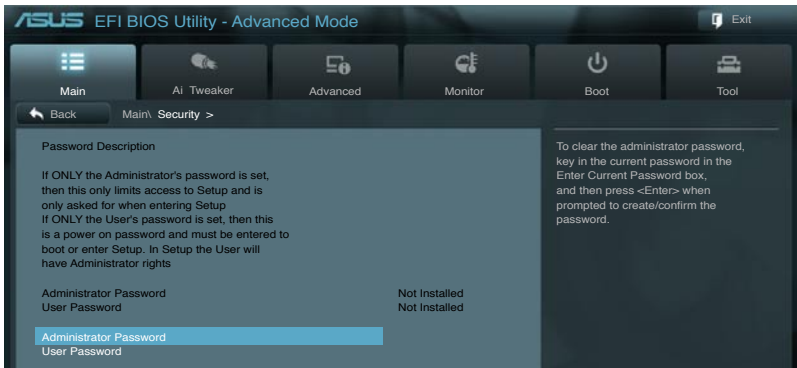 ASUS EFI BIOS Utility - Advanced Mode
Exit
Main
Ai Tweaker
Advanced
Monitor
Boot
Tool
Back
Main\ Security >
Password Description
If ONLY the Administrator's password is set,
then this only limits access to Setup and is
only asked for when entering Setup
If ONLY the User's password is set, then this
is a power on password and must be entered to
boot or enter Setup. In Setup the User will
have Administrator rights
Administrator Password Not Installed
User Password Not Installed
Administrator Password
User Password
To clear the administrator password,
key in the current password in the
Enter Current Password box,
and then press <Enter> when
prompted to create/confirm the
password.